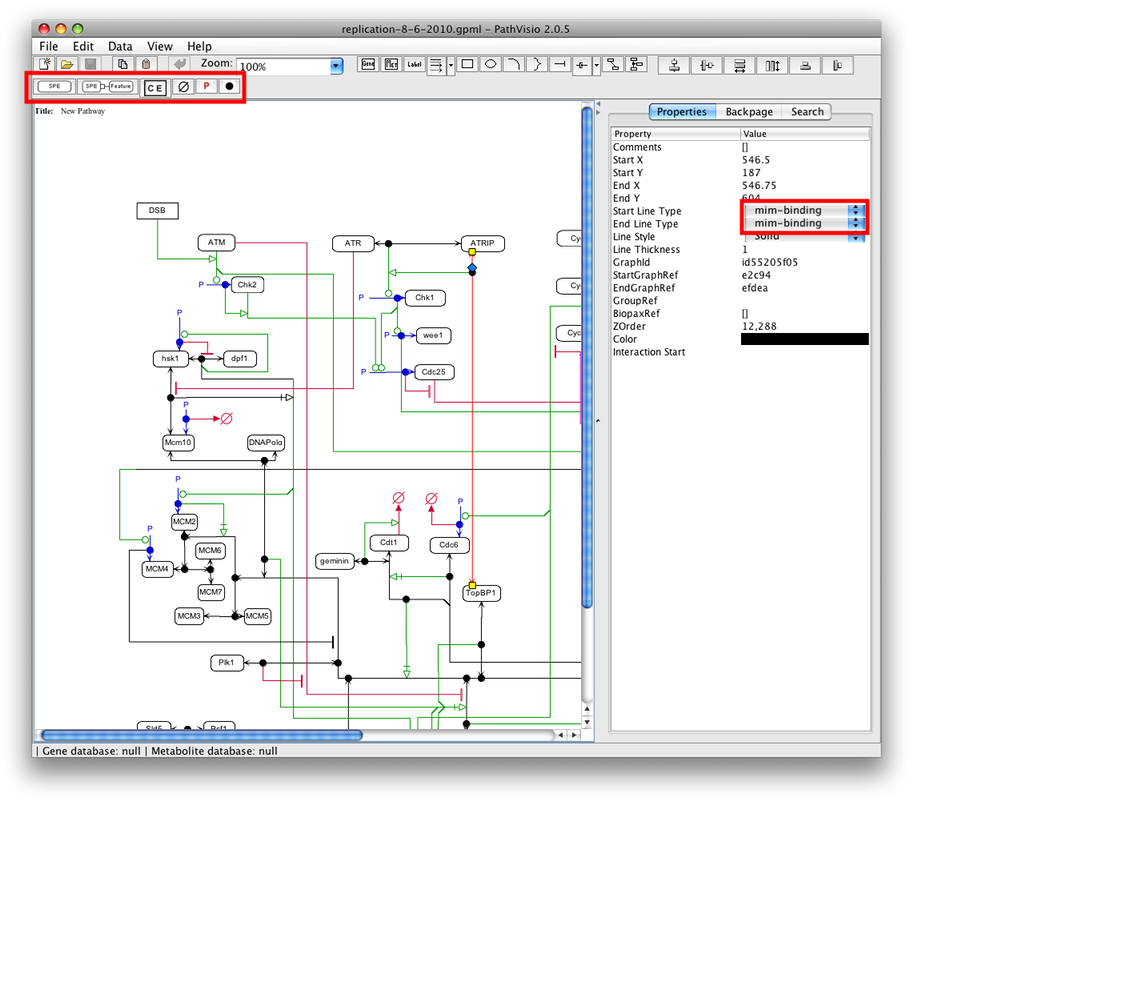 replication-8-6-2010.gpml – PathVisio 2.0.5
File Edit Data View Help
Zoom: 100%
Gene Met Label
SPE SPE Feature C E P
Title: New Pathway
Properties Backpage Search
Property Value
Comments []
Start X 546.5
Start Y 187
End X 546.75
End Y 604
Start Line Type mim-binding
End Line Type mim-binding
Line Style Solid
Line Thickness 1
GraphId id55205f05
StartGraphRef e2c94
EndGraphRef efdea
GroupRef
BiopaxRef []
ZOrder 12,288
Color
Interaction Start
DSB
ATM ATR ATRIP Cy
P Chk2 Cy
P Chk1
P
P wee1 Cyc
hsk1 dpf1
P Cdc25
P
Mcm10 DNAPolα
P
P
MCM2
P
Cdt1 Cdc6
MCM6
geminin
MCM4
MCM7 TopBP1
MCM3 MCM5
Plk1
Sld5 Psf1
| Gene database: null | Metabolite database: null